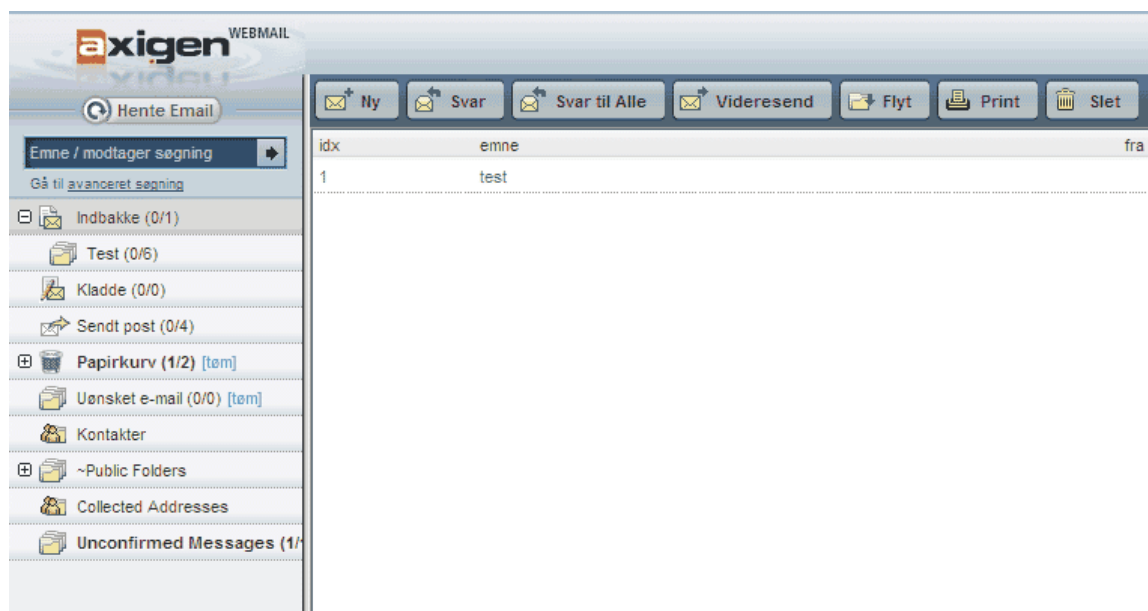 axigen WEBMAIL
Hente Email
Emne / modtager søgning
Gå til avanceret søgning
Indbakke (0/1)
Test (0/6)
Kladde (0/0)
Sendt post (0/4)
Papirkurv (1/2) [tøm]
Uønsket e-mail (0/0) [tøm]
Kontakter
~Public Folders
Collected Addresses
Unconfirmed Messages (1/
Ny Svar Svar til Alle Videresend Flyt Print Slet
idx emne fra
1 test